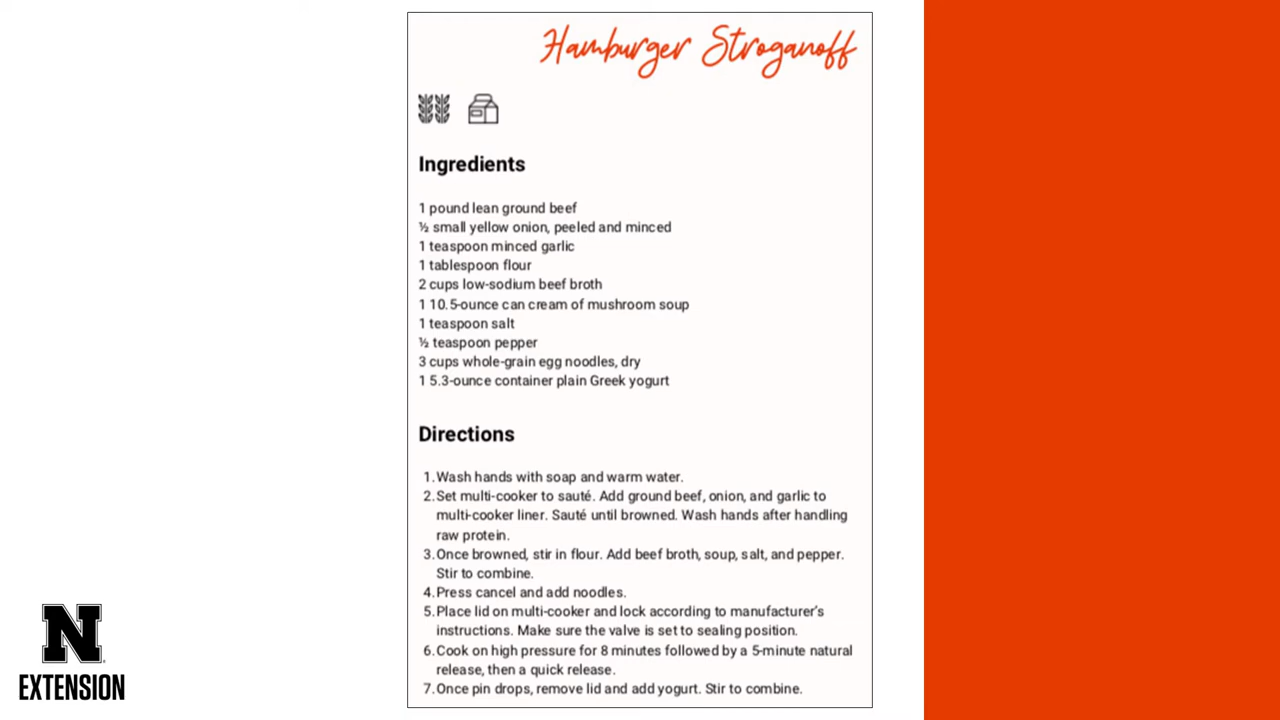 Hamburger Stroganoff
Ingredients
1 pound lean ground beef
½ small yellow onion, peeled and minced
1 teaspoon minced garlic
1 tablespoon flour
2 cups low-sodium beef broth
1 10.5-ounce can cream of mushroom soup
1 teaspoon salt
½ teaspoon pepper
3 cups whole-grain egg noodles, dry
1 5.3-ounce container plain Greek yogurt
Directions
1. Wash hands with soap and warm water.
2. Set multi-cooker to sauté. Add ground beef, onion, and garlic to
multi-cooker liner. Sauté until browned. Wash hands after handling
raw protein.
3. Once browned, stir in flour. Add beef broth, soup, salt, and pepper.
Stir to combine.
4. Press cancel and add noodles.
5. Place lid on multi-cooker and lock according to manufacturer's
instructions. Make sure the valve is set to sealing position.
6. Cook on high pressure for 8 minutes followed by a 5-minute natural
release, then a quick release.
7. Once pin drops, remove lid and add yogurt. Stir to combine.
N
EXTENSION